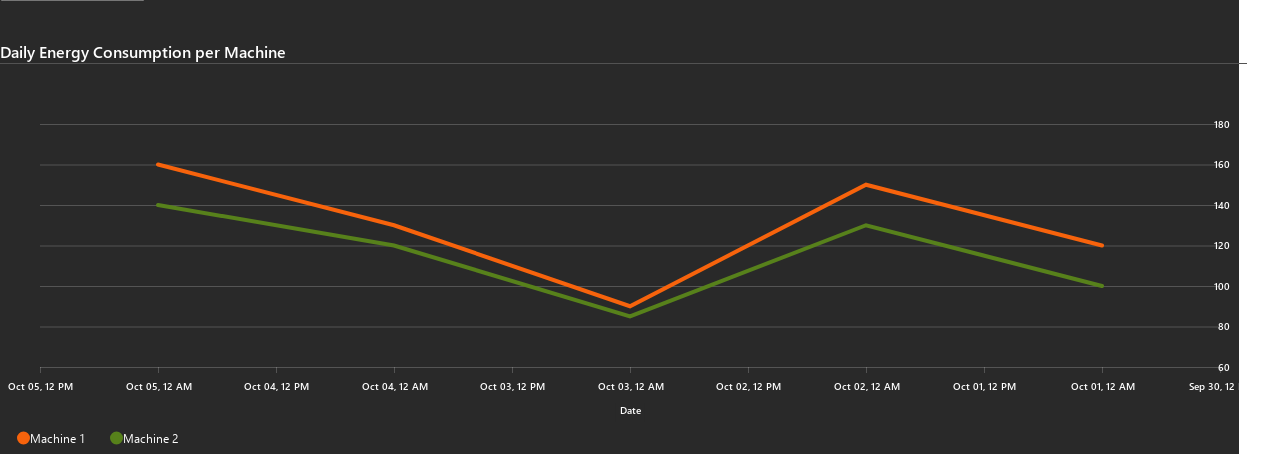 Daily Energy Consumption per Machine
180
160
140
120
100
80
60
Oct 05, 12 PM Oct 05, 12 AM Oct 04, 12 PM Oct 04, 12 AM Oct 03, 12 PM Oct 03, 12 AM Oct 02, 12 PM Oct 02, 12 AM Oct 01, 12 PM Oct 01, 12 AM Sep 30, 12
Date
Machine 1 Machine 2